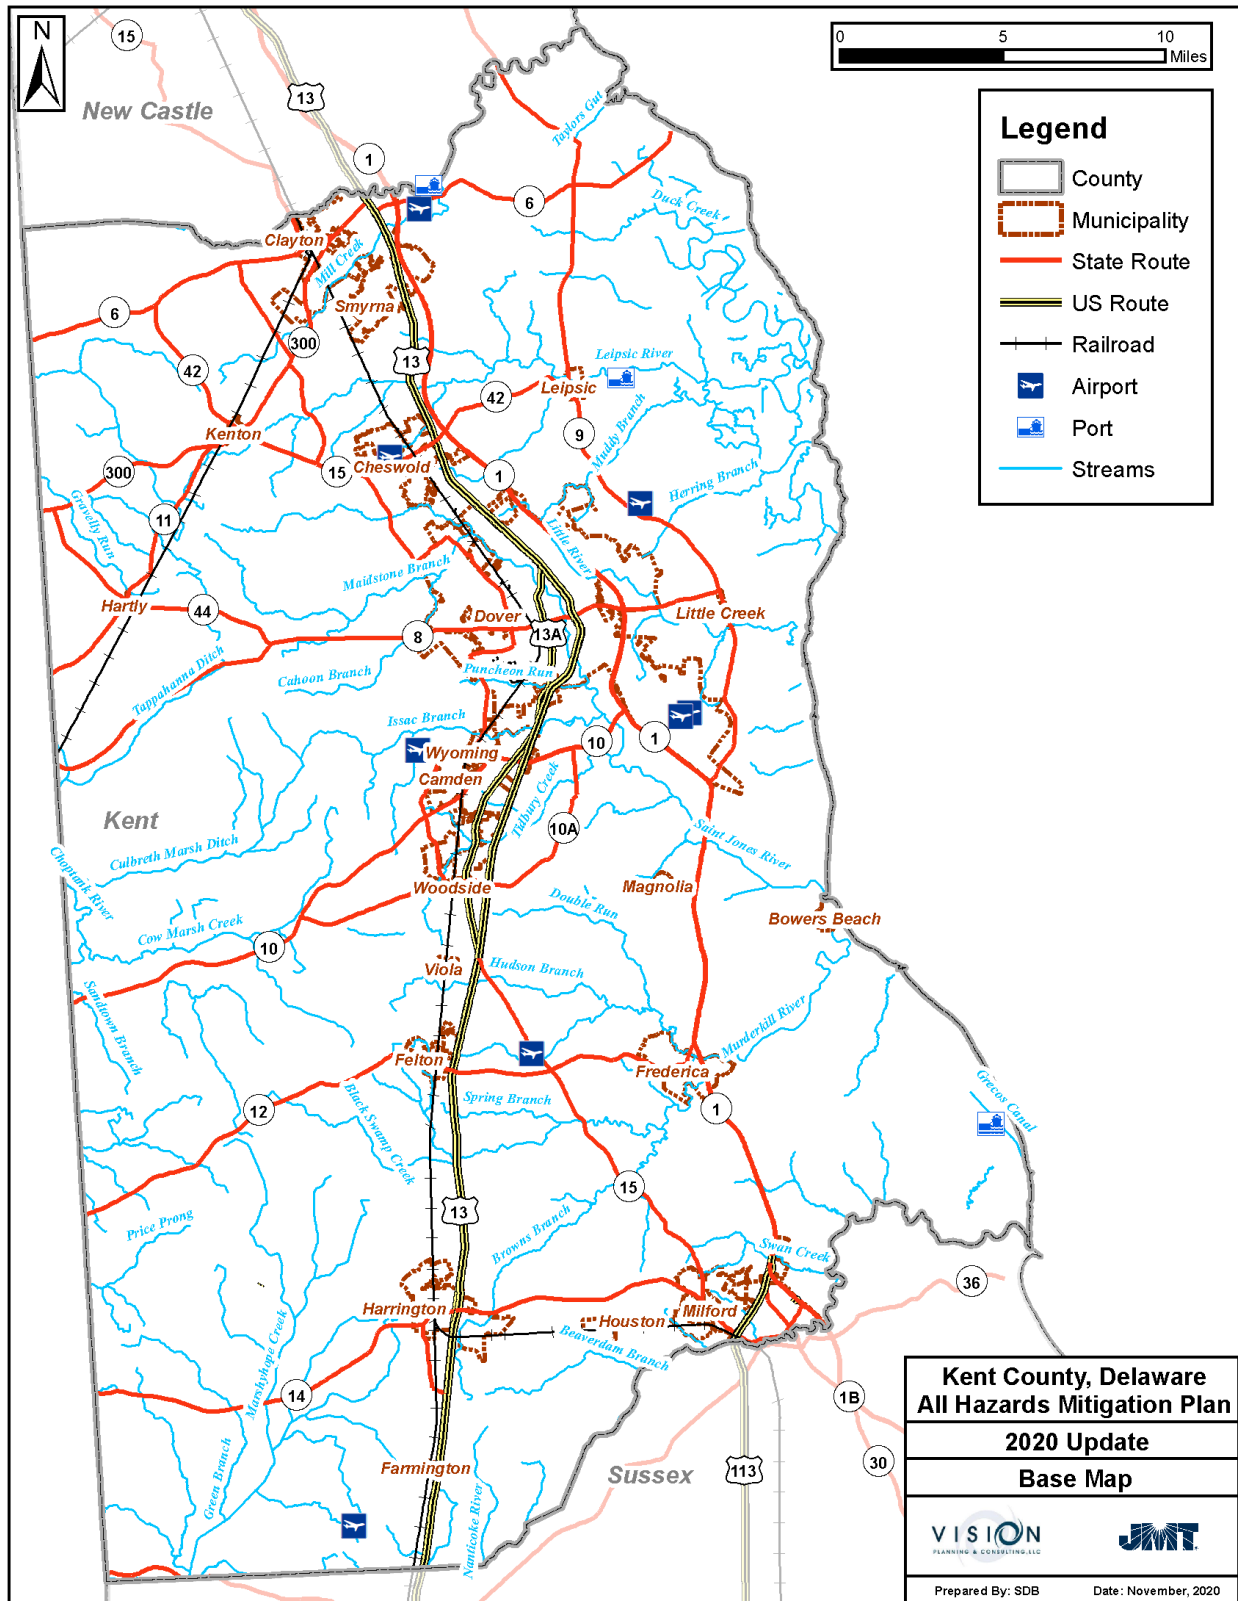 N
0 5 10
Miles
15
13
New Castle
1
Taylors Gut
Legend
County
Municipality
State Route
US Route
Railroad
Airport
Port
Streams
6
Duck Creek
Clayton
Mill Creek
Smyrna
6
300
13
42
Leipsic River
Leipsic
42
9
Muddy Branch
Kenton
300
15
Cheswold
1
Herring Branch
Gravelly Run
11
Little River
Maidstone Branch
Hartly
44
8
Dover
13A
Little Creek
Tappahanna Ditch
Cahoon Branch
Puncheon Run
Issac Branch
Wyoming
10
1
Camden
Tidbury Creek
Kent
10A
Culbreth Marsh Ditch
Saint Jones River
Choptank River
Woodside
Magnolia
Double Run
Bowers Beach
Cow Marsh Creek
10
Viola
Hudson Branch
Sandtown Branch
Murderkill River
Felton
Frederica
Grecos Canal
12
Black Swamp Creek
Spring Branch
1
15
Price Prong
13
Browns Branch
Swan Creek
36
Harrington
Houston
Milford
Marshyhope Creek
Beaverdam Branch
14
1B
Green Branch
Farmington
Sussex
113
30
Nanticoke River
Kent County, Delaware
All Hazards Mitigation Plan
2020 Update
Base Map
VISION
PLANNING & CONSULTING, LLC
JMT
Prepared By: SDB
Date: November, 2020